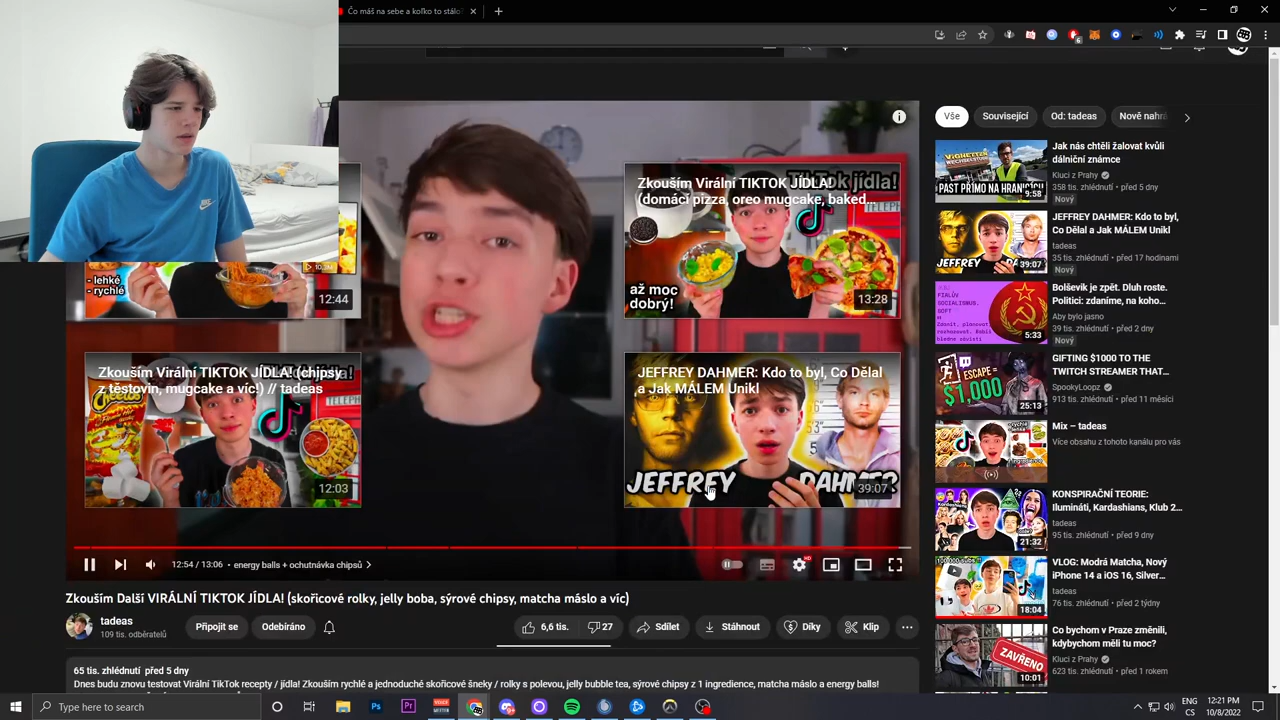 Čo máš na sebe a koľko to stálo?
Vše
Související
Od: tadeas
Nově nahrá
Zkouším Virální TIKTOK JÍDLA!
(domácí pizza, oreo mugcake, baked...
až moc
dobrý!
13:28
- lehké
- rychlé
12:44
Zkouším Virální TIKTOK JÍDLA! (chipsy
z těstovin, mugcake a víc!) // tadeas
12:03
JEFFREY DAHMER: Kdo to byl, Co Dělal
a Jak MÁLEM Unikl
JEFFREY DAHMER?
39:07
12:54 / 13:06 • energy balls + ochutnávka chipsů
Zkouším Další VIRÁLNÍ TIKTOK JÍDLA! (skořicové rolky, jelly boba, sýrové chipsy, matcha máslo a víc)
tadeas
109 tis. odběratelů
Připojit se
Odebíráno
6,6 tis.
27
Sdílet
Stáhnout
Díky
Klip
65 tis. zhlédnutí před 5 dny
Dnes budu znovu testovat Virální TikTok recepty / jídla! Zkouším rychlé a jednoduché skořicové šneky / rolky s polevou, jelly bubble tea, sýrové chipsy z 1 ingredience, matcha máslo a energy balls!
PAST PŘÍMO NA HRANICÍCH
9:58
Jak nás chtěli žalovat kvůli
dálniční známce
Kluci z Prahy
358 tis. zhlédnutí • před 5 dny
Nový
JEFFREY
39:07
JEFFREY DAHMER: Kdo to byl,
Co Dělal a Jak MÁLEM Unikl
tadeas
35 tis. zhlédnutí • před 17 hodinami
Nový
5:33
Bolševik je zpět. Dluh roste.
Politici: zdaníme, na koho...
Aby bylo jasno
39 tis. zhlédnutí • před 2 dny
Nový
ESCAPE =
$1,000
25:13
GIFTING $1000 TO THE
TWITCH STREAMER THAT...
SpookyLoopz
913 tis. zhlédnutí • před 11 měsíci
Mix – tadeas
Více obsahu z tohoto kanálu pro vás
21:32
KONSPIRAČNÍ TEORIE:
Ilumináti, Kardashians, Klub 2...
tadeas
95 tis. zhlédnutí • před 9 dny
18:04
VLOG: Modrá Matcha, Nový
iPhone 14 a iOS 16, Silver...
tadeas
76 tis. zhlédnutí • před 2 týdny
ZAVŘENO
10:01
Co bychom v Praze změnili,
kdybychom měli tu moc?
Kluci z Prahy
623 tis. zhlédnutí • před 1 rokem
Type here to search
ENG
CS
12:21 PM
10/8/2022